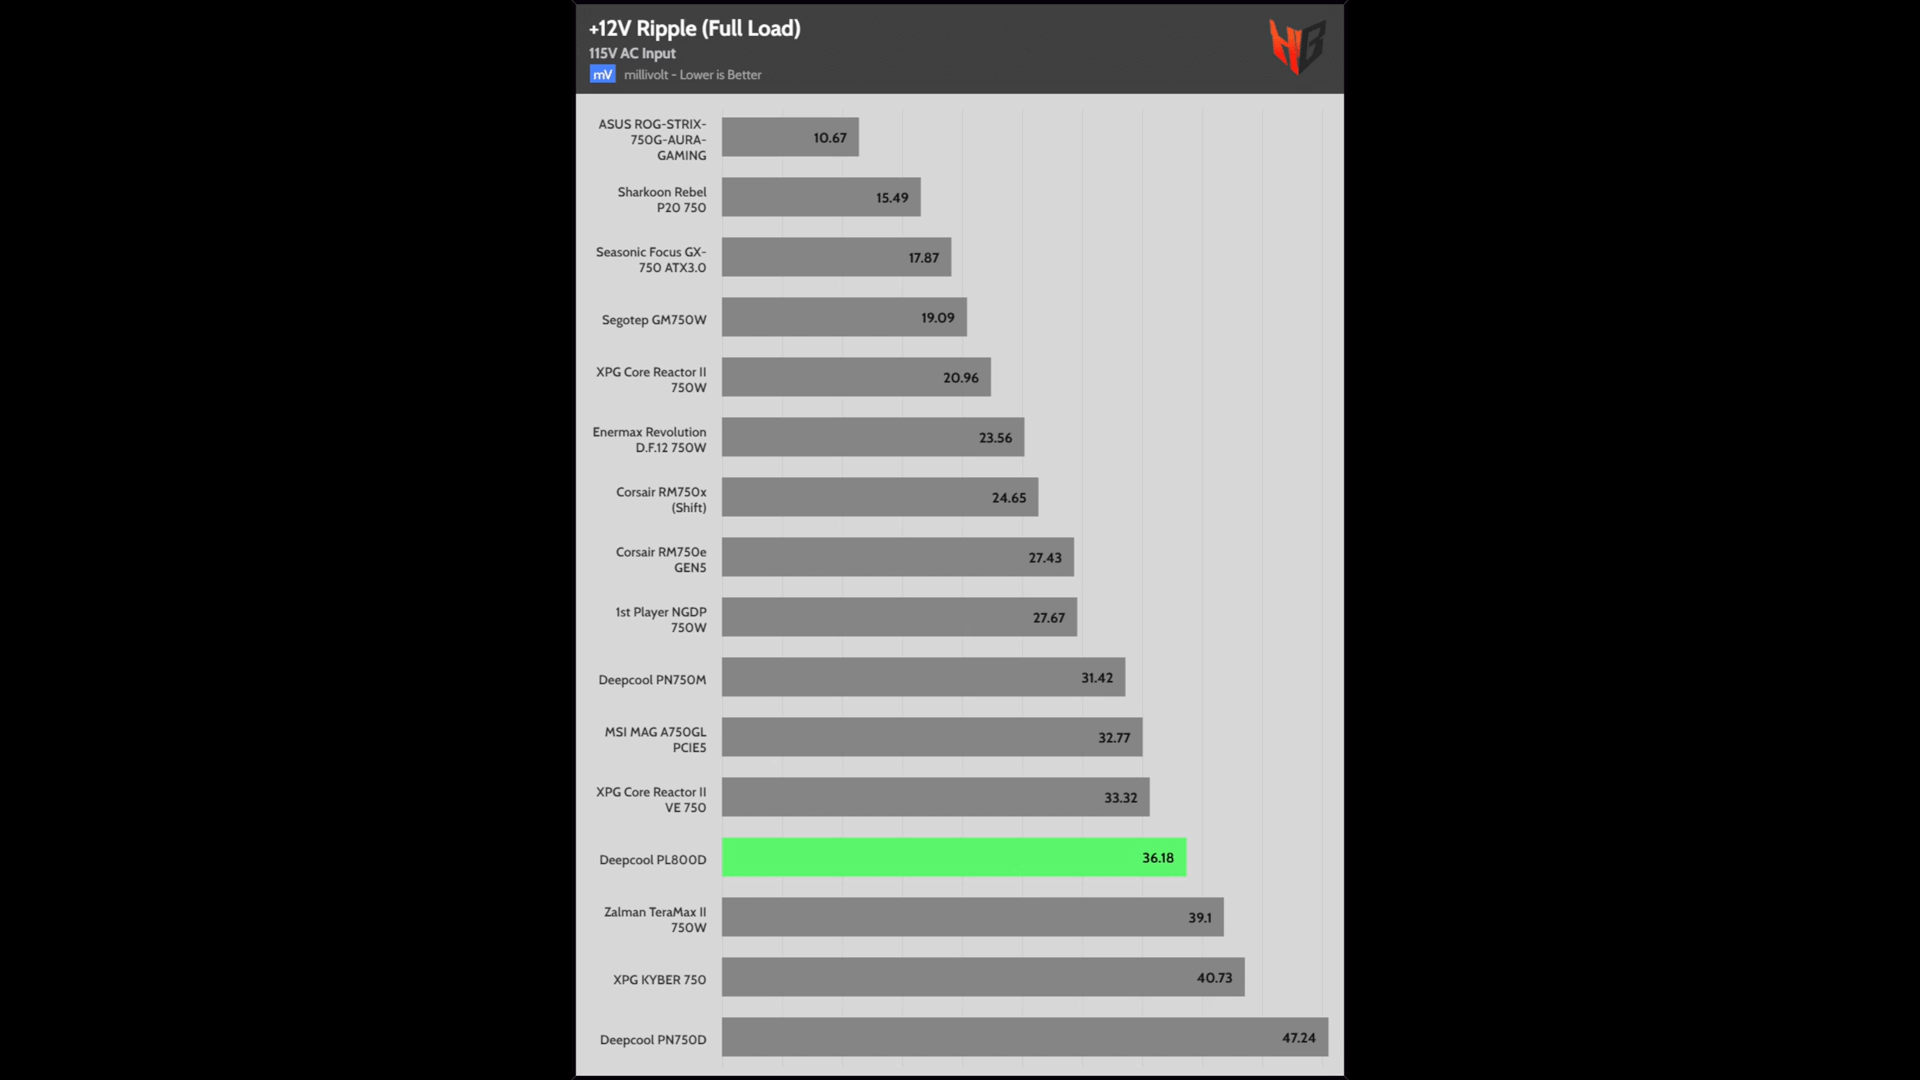 +12V Ripple (Full Load)
115V AC Input
mV millivolt - Lower is Better
HB
ASUS ROG-STRIX-
750G-AURA-
GAMING
10.67
Sharkoon Rebel
P20 750
15.49
Seasonic Focus GX-
750 ATX3.0
17.87
Segotep GM750W
19.09
XPG Core Reactor II
750W
20.96
Enermax Revolution
D.F.12 750W
23.56
Corsair RM750x
(Shift)
24.65
Corsair RM750e
GEN5
27.43
1st Player NGDP
750W
27.67
Deepcool PN750M
31.42
MSI MAG A750GL
PCIE5
32.77
XPG Core Reactor II
VE 750
33.32
Deepcool PL800D
36.18
Zalman TeraMax II
750W
39.1
XPG KYBER 750
40.73
Deepcool PN750D
47.24